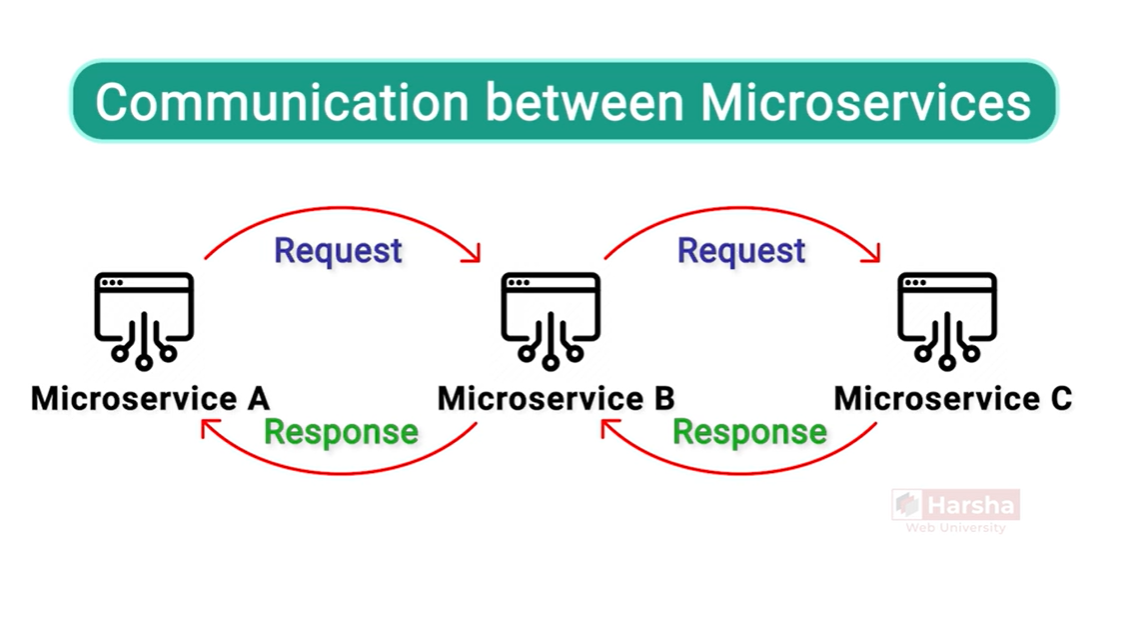 Communication between Microservices
Request
Request
Microservice A
Microservice B
Microservice C
Response
Response
Harsha
Web University